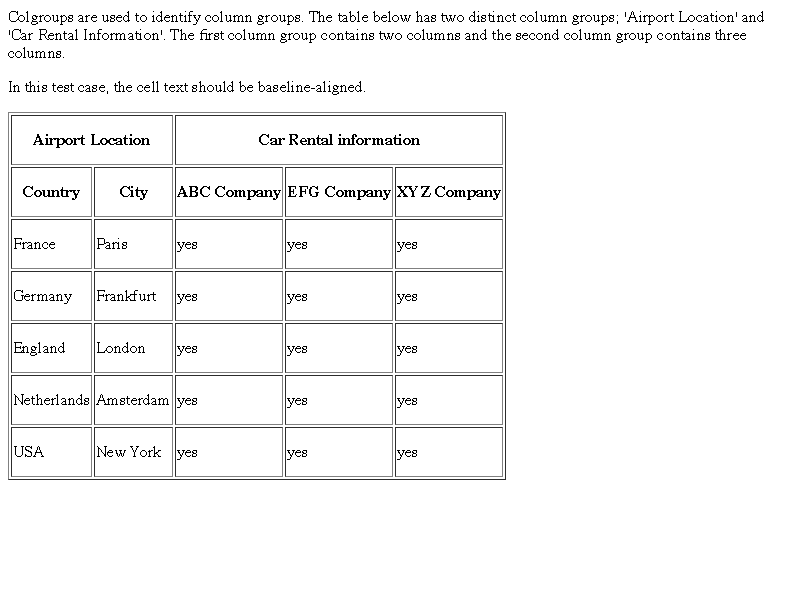 Colgroups are used to identify column groups. The table below has two distinct column groups; 'Airport Location' and
'Car Rental Information'. The first column group contains two columns and the second column group contains three
columns.
In this test case, the cell text should be baseline-aligned.
Airport Location Car Rental information
Country City ABC Company EFG Company XYZ Company
France Paris yes yes yes
Germany Frankfurt yes yes yes
England London yes yes yes
Netherlands Amsterdam yes yes yes
USA New York yes yes yes